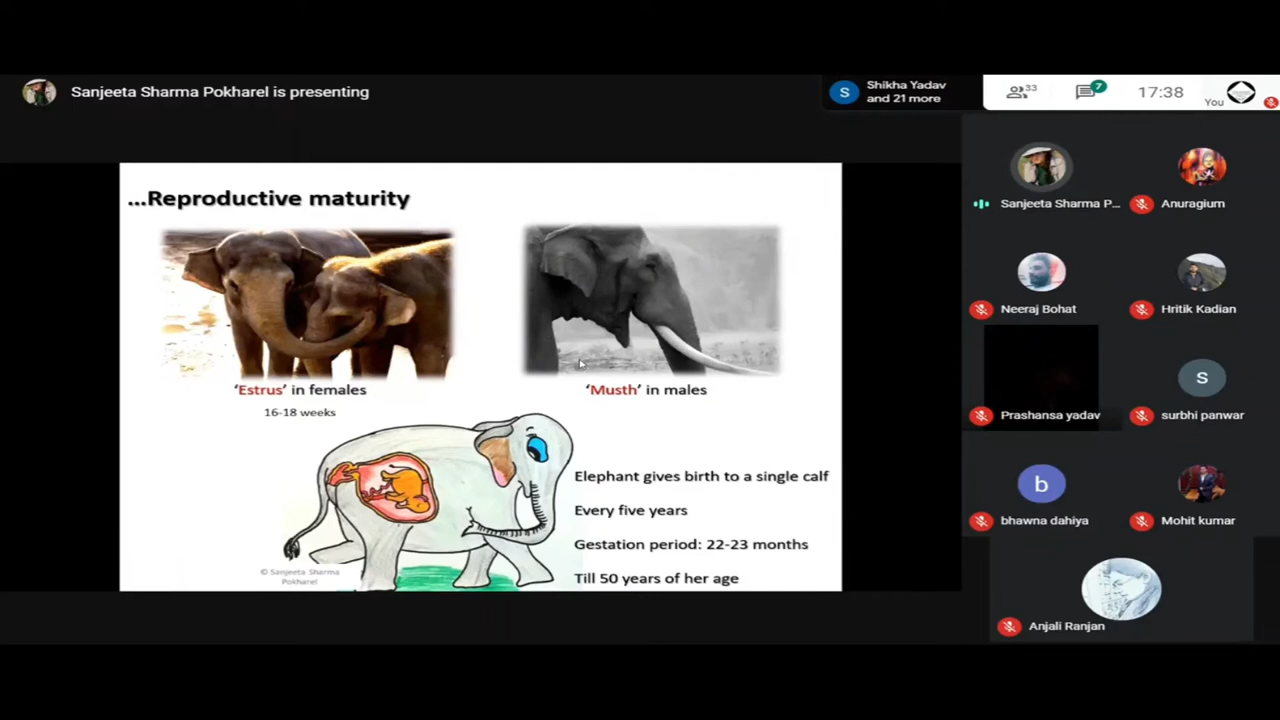 Sanjeeta Sharma Pokharel is presenting
S
Shikha Yadav
and 21 more
33
7
17:38
You
...Reproductive maturity
'Estrus' in females
16-18 weeks
'Musth' in males
Elephant gives birth to a single calf
Every five years
Gestation period: 22-23 months
Till 50 years of her age
© Sanjeeta Sharma
Pokharel
Sanjeeta Sharma P...
Anuragium
Neeraj Bohat
Hritik Kadian
S
Prashansa yadav
surbhi panwar
b
bhawna dahiya
Mohit kumar
Anjali Ranjan